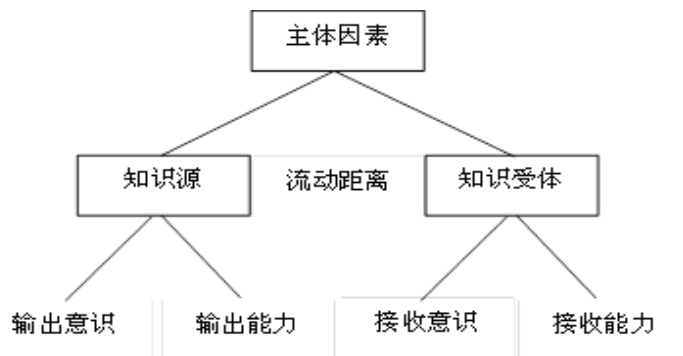 主体因素
知识源
流动距离
知识受体
输出意识
输出能力
接收意识
接收能力